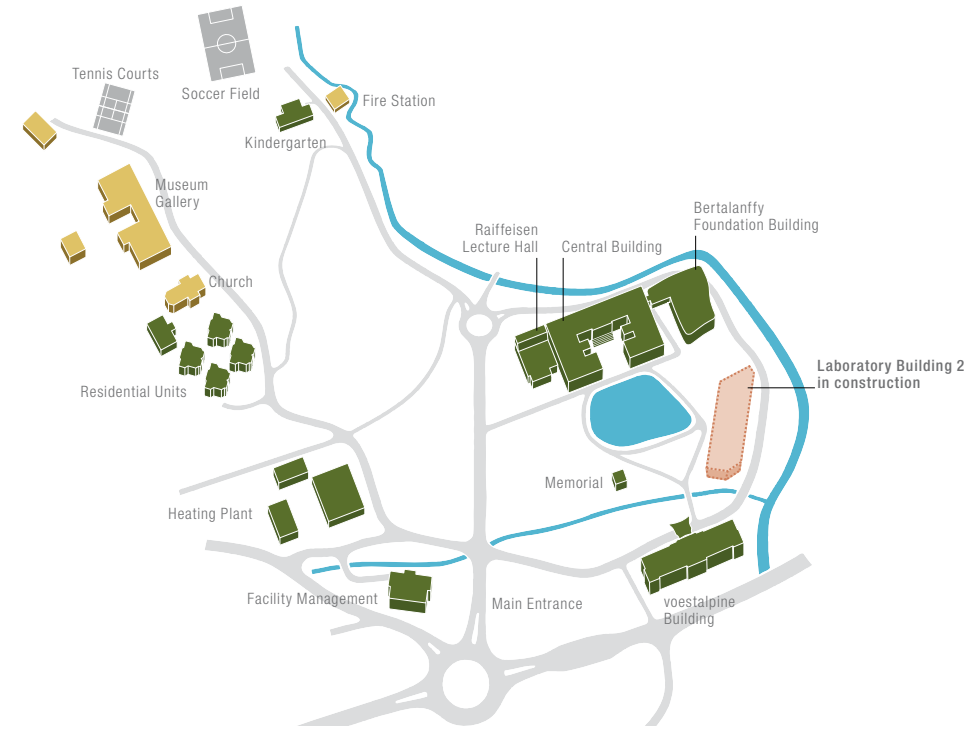 Tennis Courts
Soccer Field
Fire Station
Kindergarten
Museum
Gallery
Bertalanffy
Foundation Building
Raiffeisen
Lecture Hall
Central Building
Church
Laboratory Building 2
in construction
Residential Units
Memorial
Heating Plant
Facility Management
Main Entrance
voestalpine
Building